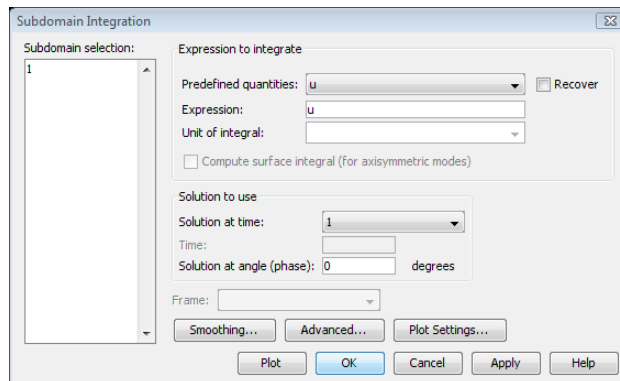 Subdomain Integration
Subdomain selection:
1
Expression to integrate
Predefined quantities: u Recover
Expression: u
Unit of integral:
Compute surface integral (for axisymmetric modes)
Solution to use
Solution at time: 1
Time:
Solution at angle (phase): 0 degrees
Frame:
Smoothing... Advanced... Plot Settings...
Plot OK Cancel Apply Help